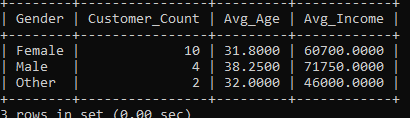 | Gender | Customer_Count | Avg_Age | Avg_Income |
+--------+----------------+---------+------------+
| Female |             10 | 31.8000 | 60700.0000 |
| Male   |              4 | 38.2500 | 71750.0000 |
| Other  |              2 | 32.0000 | 46000.0000 |
+--------+----------------+---------+------------+
3 rows in set (0.00 sec)